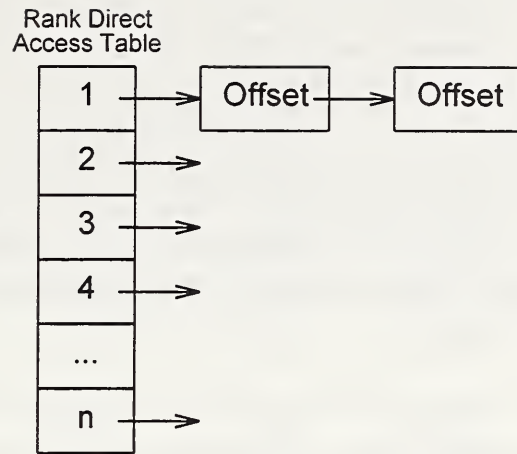 Rank Direct
Access Table
1 Offset Offset
2
3
4
...
n